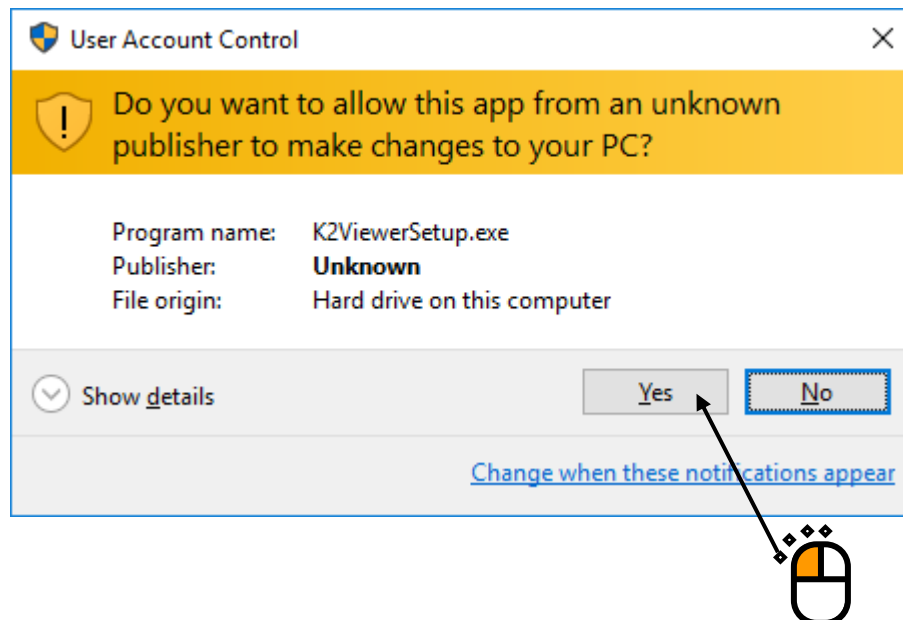 User Account Control
Do you want to allow this app from an unknown
publisher to make changes to your PC?
Program name: K2ViewerSetup.exe
Publisher: Unknown
File origin: Hard drive on this computer
Show details
Yes
No
Change when these notifications appear